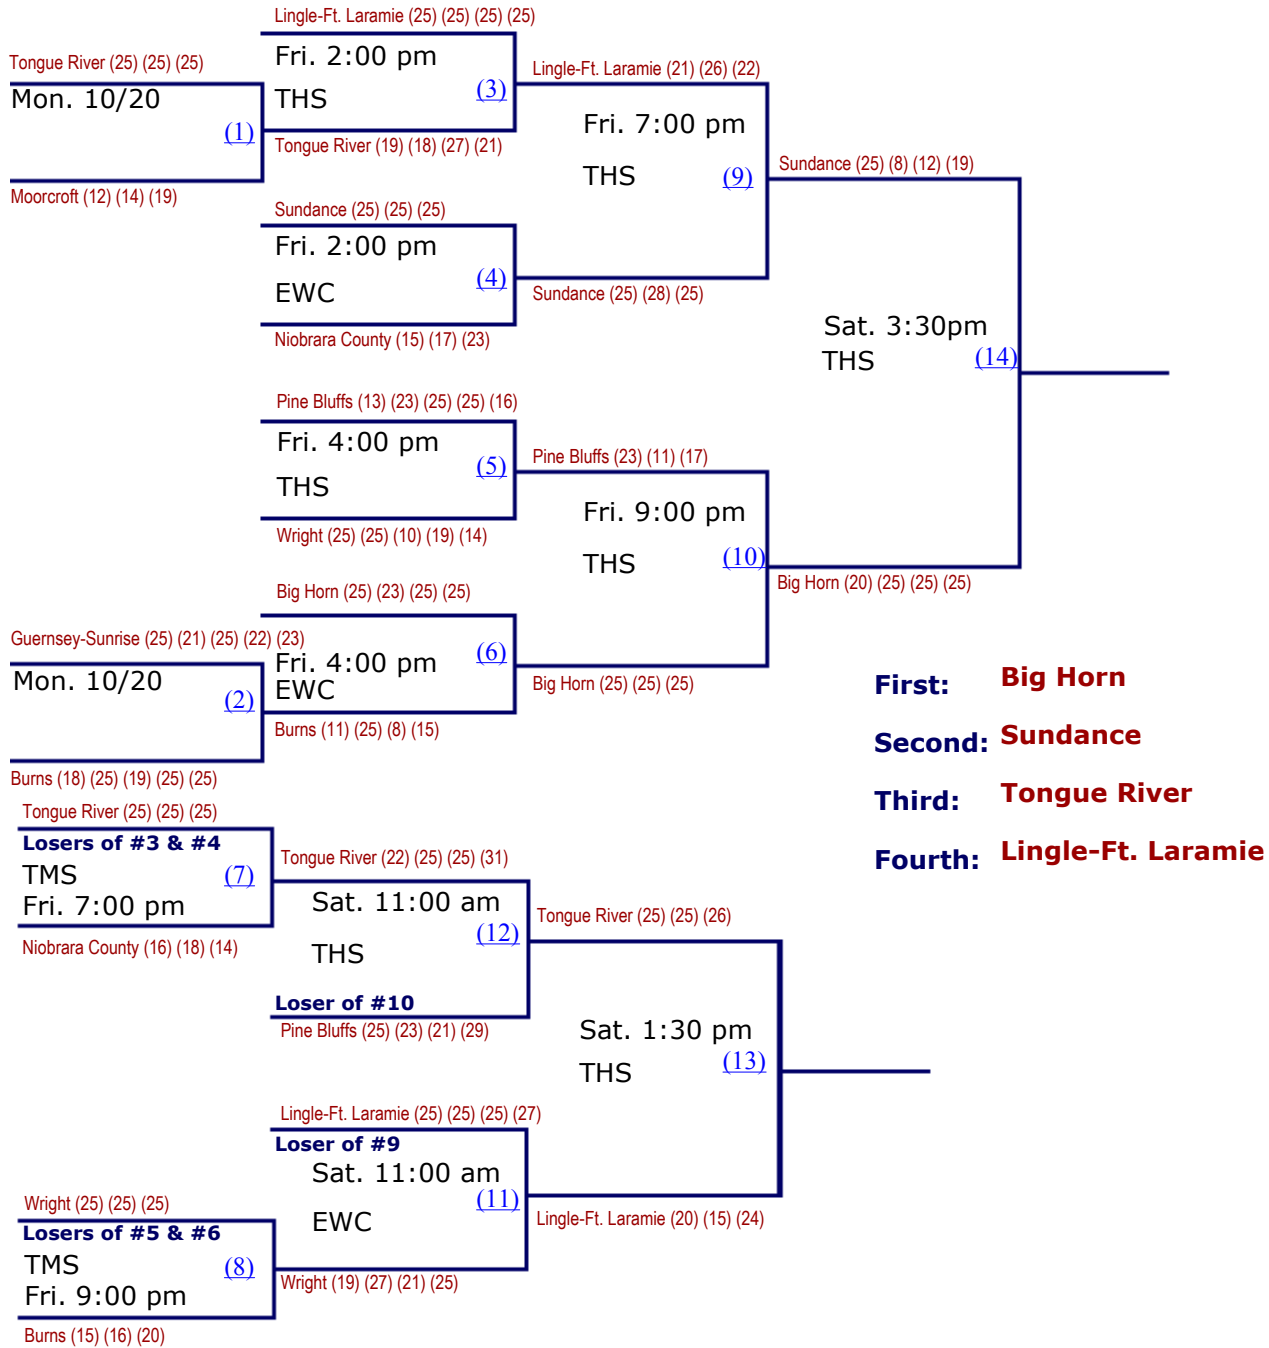 Lingle-Ft. Laramie (25) (25) (25) (25)
Tongue River (25) (25) (25)
Mon. 10/20
(1)
Moorcroft (12) (14) (19)
Fri. 2:00 pm
THS
(3)
Tongue River (19) (18) (27) (21)
Lingle-Ft. Laramie (21) (26) (22)
Fri. 7:00 pm
THS
(9)
Sundance (25) (8) (12) (19)
Sundance (25) (25) (25)
Fri. 2:00 pm
EWC
(4)
Niobrara County (15) (17) (23)
Sundance (25) (28) (25)
Sat. 3:30pm
THS
(14)
Pine Bluffs (13) (23) (25) (25) (16)
Fri. 4:00 pm
THS
(5)
Wright (25) (25) (10) (19) (14)
Pine Bluffs (23) (11) (17)
Fri. 9:00 pm
THS
(10)
Big Horn (20) (25) (25) (25)
Big Horn (25) (23) (25) (25)
Guernsey-Sunrise (25) (21) (25) (22) (23)
Mon. 10/20
(2)
Burns (18) (25) (19) (25) (25)
Fri. 4:00 pm
EWC
(6)
Burns (11) (25) (8) (15)
Big Horn (25) (25) (25)
First: Big Horn
Second: Sundance
Third: Tongue River
Fourth: Lingle-Ft. Laramie
Tongue River (25) (25) (25)
Losers of #3 & #4
TMS
(7)
Fri. 7:00 pm
Niobrara County (16) (18) (14)
Tongue River (22) (25) (25) (31)
Sat. 11:00 am
(12)
THS
Loser of #10
Pine Bluffs (25) (23) (21) (29)
Tongue River (25) (25) (26)
Sat. 1:30 pm
THS
(13)
Lingle-Ft. Laramie (25) (25) (25) (27)
Loser of #9
Sat. 11:00 am
(11)
EWC
Lingle-Ft. Laramie (20) (15) (24)
Wright (25) (25) (25)
Losers of #5 & #6
TMS
(8)
Fri. 9:00 pm
Wright (19) (27) (21) (25)
Burns (15) (16) (20)